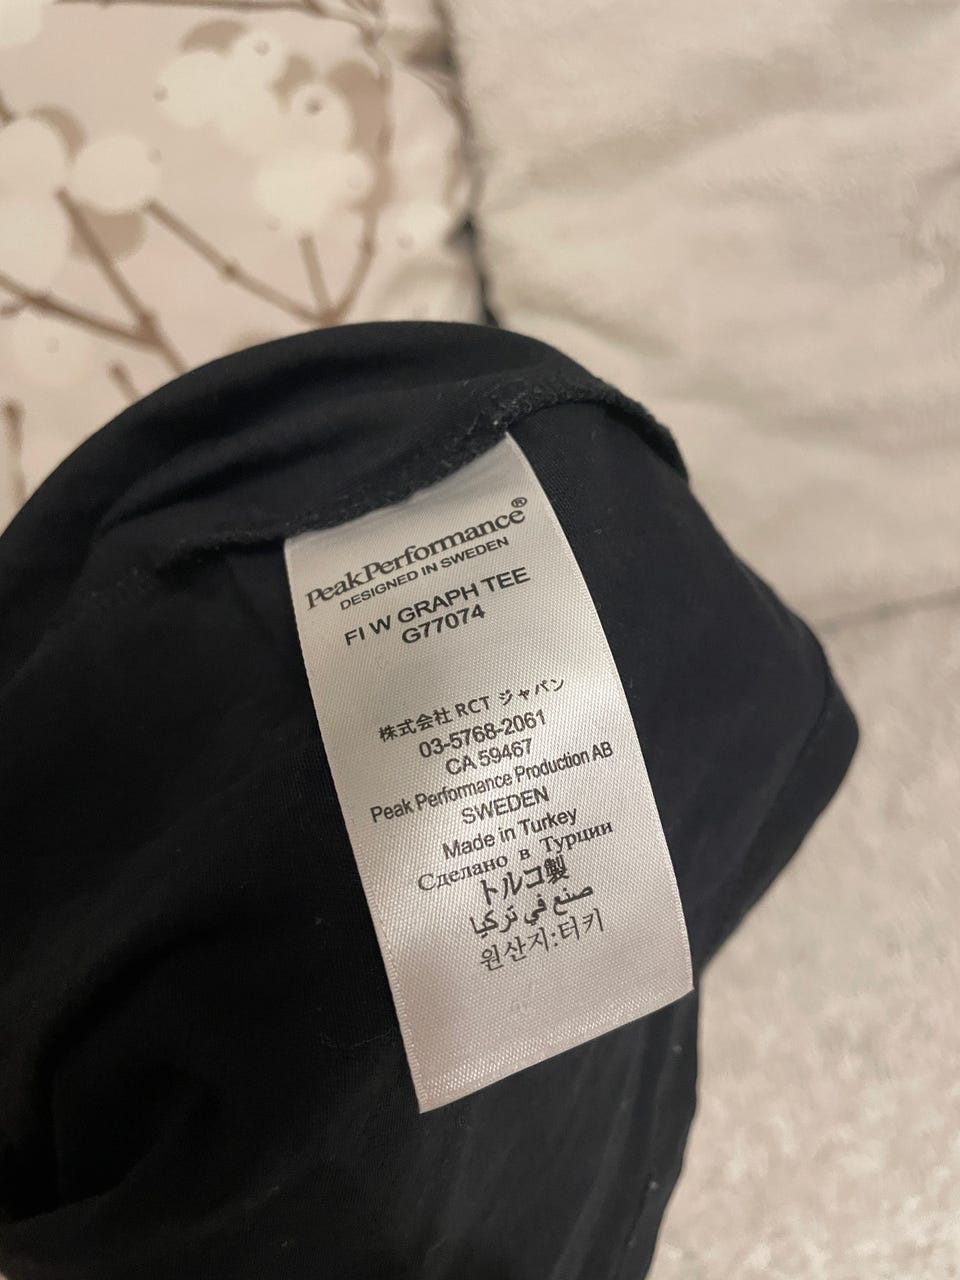 PeakPerformance®
DESIGNED IN SWEDEN
FI W GRAPH TEE
G77074
株式会社 RCT ジャパン
03-5768-2061
CA 59467
Peak Performance Production AB
SWEDEN
Made in Turkey
Сделано в Турции
トルコ製
صنع في تركيا
원산지:터키